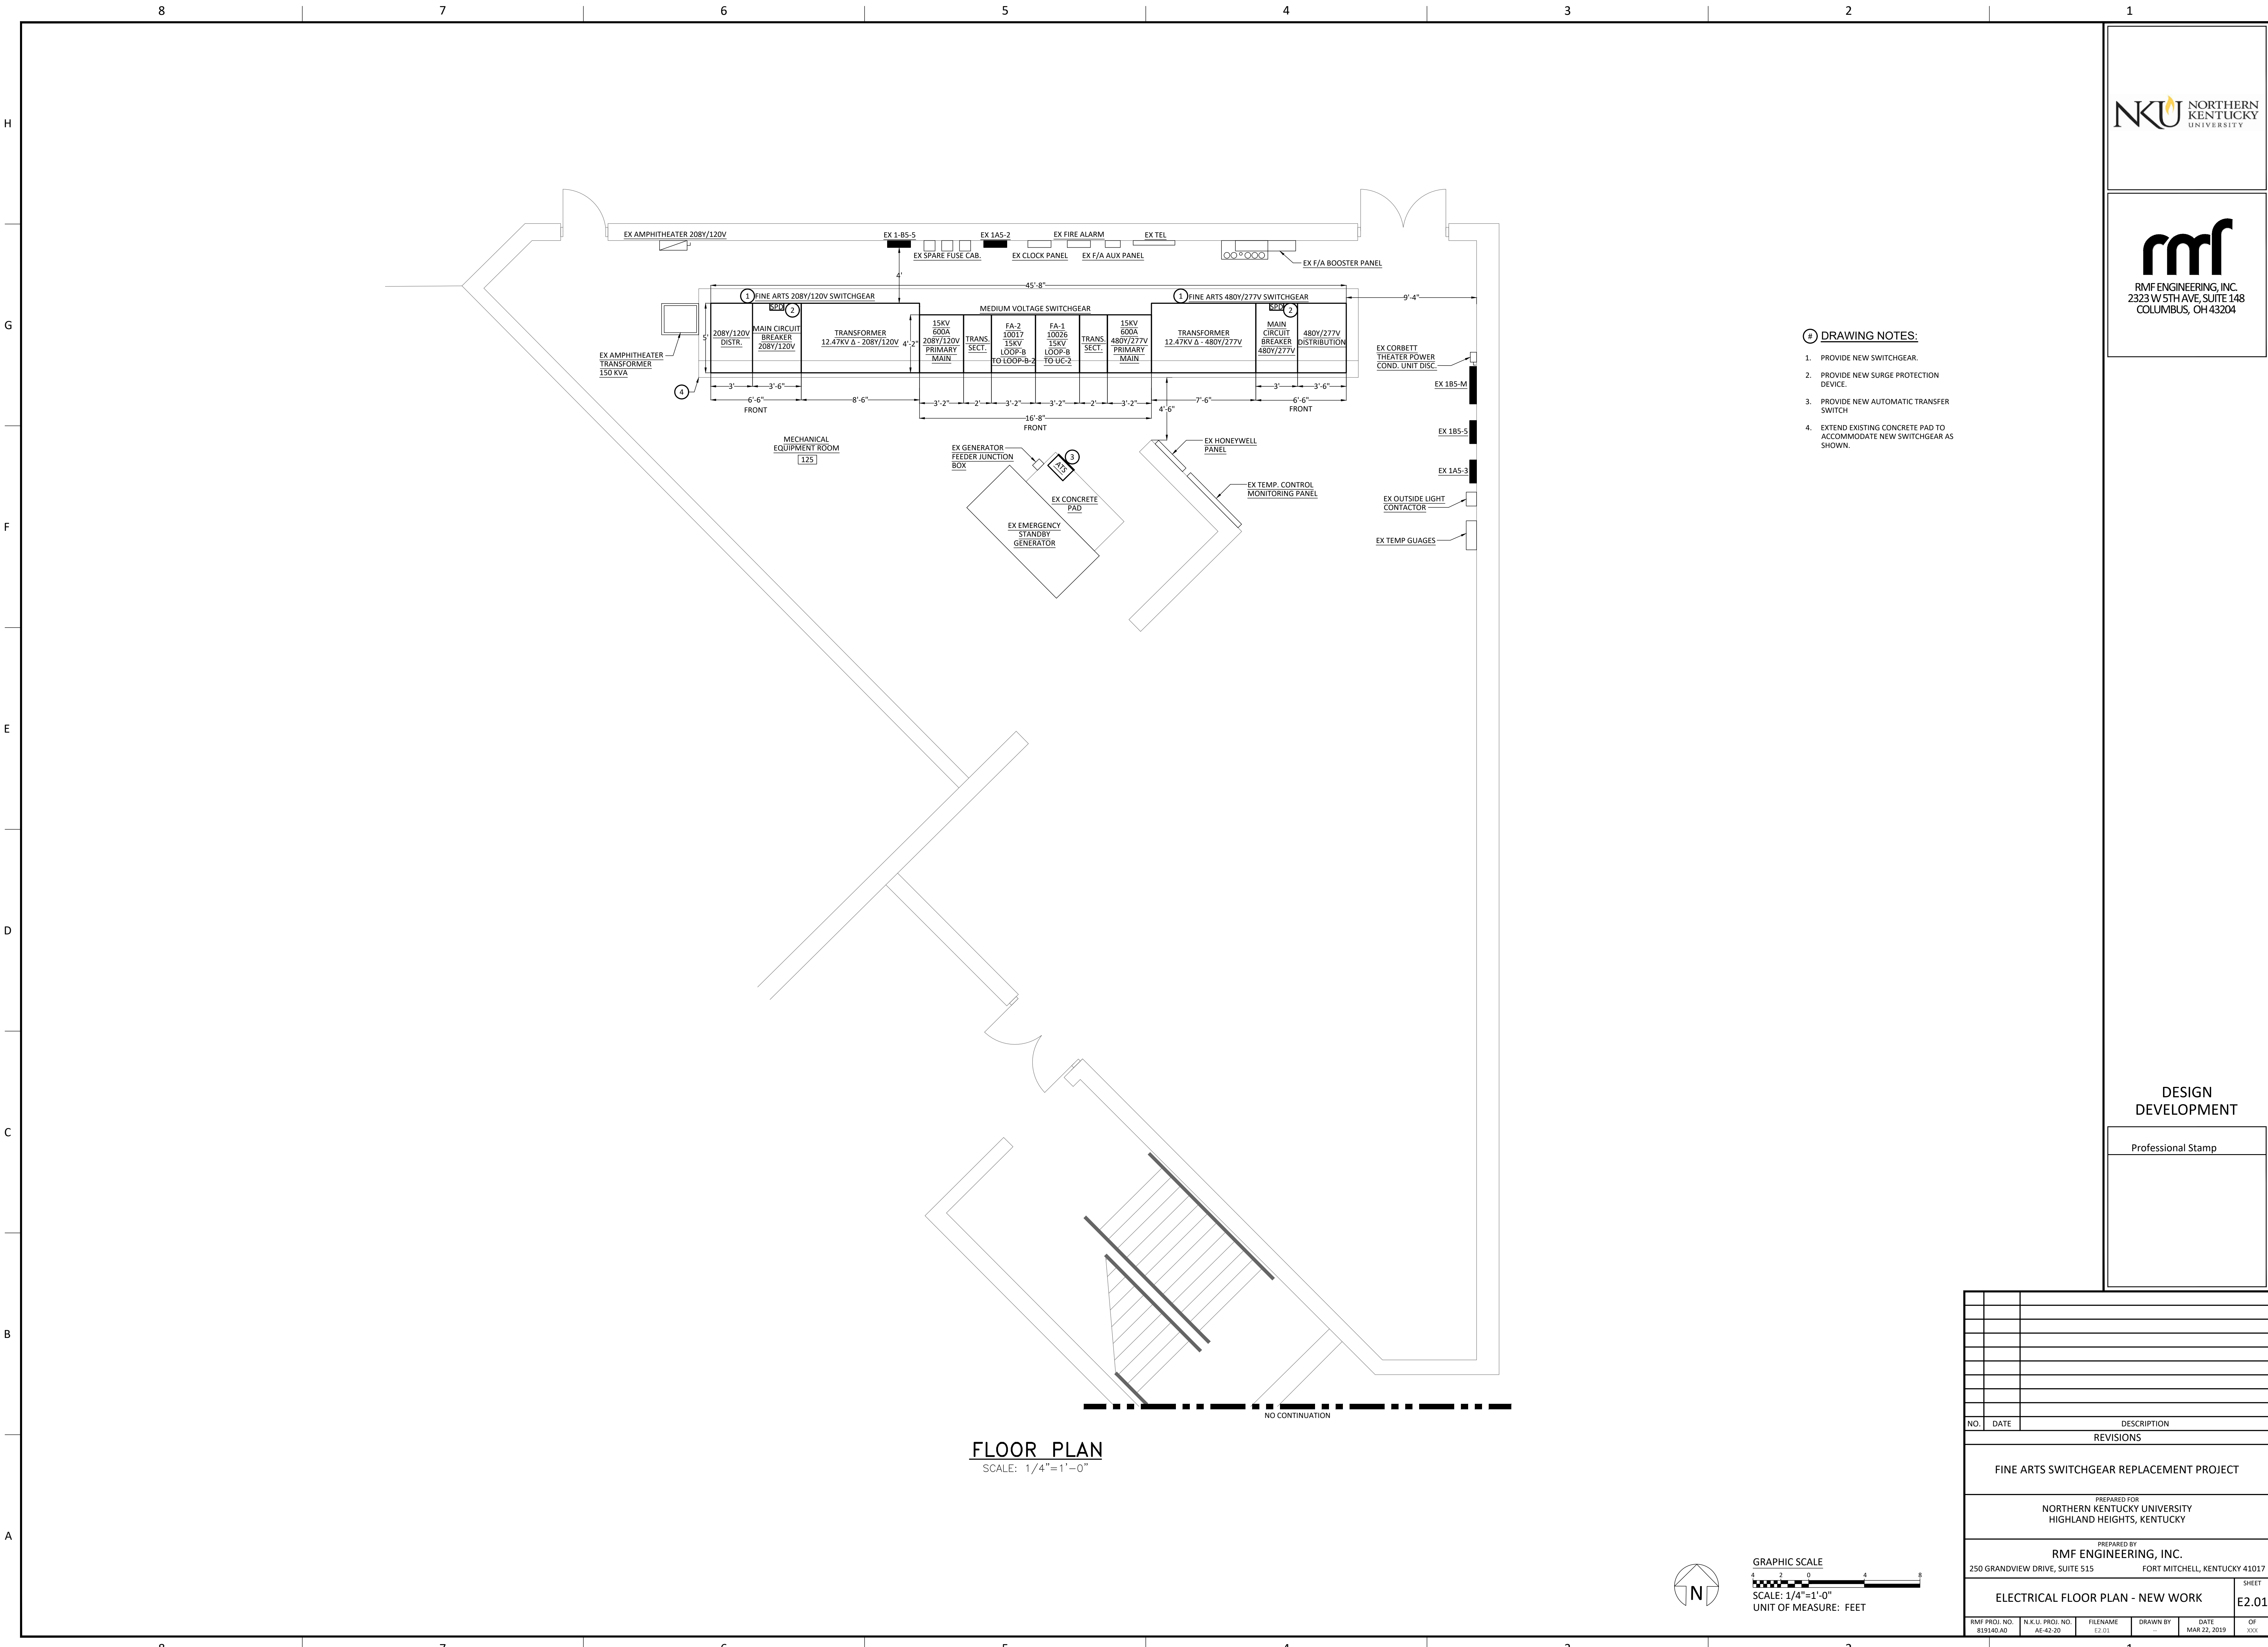 8 7 6 5 4 3 2 1
H
G
F
E
D
C
B
A
NKU NORTHERN
KENTUCKY
UNIVERSITY
rmf
RMF ENGINEERING, INC.
2323 W 5TH AVE, SUITE 148
COLUMBUS, OH 43204
EX AMPHITHEATER 208Y/120V
EX 1-B5-5
EX 1A5-2
EX FIRE ALARM
EX TEL
EX SPARE FUSE CAB.
EX CLOCK PANEL
EX F/A AUX PANEL
EX F/A BOOSTER PANEL
4'
45'-8"
9'-4"
1 FINE ARTS 208Y/120V SWITCHGEAR
MEDIUM VOLTAGE SWITCHGEAR
1 FINE ARTS 480Y/277V SWITCHGEAR
SPD
2
SPD
2
5'
208Y/120V
DISTR.
MAIN CIRCUIT
BREAKER
208Y/120V
TRANSFORMER
12.47KV Δ - 208Y/120V
4'-2"
15KV
600A
208Y/120V
PRIMARY
MAIN
TRANS.
SECT.
FA-2
10017
15KV
LOOP-B
TO LOOP-B-2
FA-1
10026
15KV
LOOP-B
TO UC-2
TRANS.
SECT.
15KV
600A
480Y/277V
PRIMARY
MAIN
TRANSFORMER
12.47KV Δ - 480Y/277V
MAIN
CIRCUIT
BREAKER
480Y/277V
480Y/277V
DISTRIBUTION
EX AMPHITHEATER
TRANSFORMER
150 KVA
4
3'
3'-6"
6'-6"
8'-6"
FRONT
3'-2"
2'
3'-2"
3'-2"
2'
3'-2"
16'-8"
FRONT
7'-6"
3'
3'-6"
6'-6"
FRONT
4'-6"
EX CORBETT
THEATER POWER
COND. UNIT DISC.
EX 1B5-M
EX 1B5-5
EX 1A5-3
EX OUTSIDE LIGHT
CONTACTOR
EX TEMP GUAGES
MECHANICAL
EQUIPMENT ROOM
125
EX GENERATOR
FEEDER JUNCTION
BOX
ATS
3
EX CONCRETE
PAD
EX EMERGENCY
STANDBY
GENERATOR
EX HONEYWELL
PANEL
EX TEMP. CONTROL
MONITORING PANEL
# DRAWING NOTES:
1. PROVIDE NEW SWITCHGEAR.
2. PROVIDE NEW SURGE PROTECTION
DEVICE.
3. PROVIDE NEW AUTOMATIC TRANSFER
SWITCH
4. EXTEND EXISTING CONCRETE PAD TO
ACCOMMODATE NEW SWITCHGEAR AS
SHOWN.
NO CONTINUATION
FLOOR PLAN
SCALE: 1/4"=1'-0"
N
GRAPHIC SCALE
4 2 0 4 8
SCALE: 1/4"=1'-0"
UNIT OF MEASURE: FEET
DESIGN
DEVELOPMENT
Professional Stamp
NO. DATE DESCRIPTION
REVISIONS
FINE ARTS SWITCHGEAR REPLACEMENT PROJECT
PREPARED FOR
NORTHERN KENTUCKY UNIVERSITY
HIGHLAND HEIGHTS, KENTUCKY
PREPARED BY
RMF ENGINEERING, INC.
250 GRANDVIEW DRIVE, SUITE 515 FORT MITCHELL, KENTUCKY 41017
ELECTRICAL FLOOR PLAN - NEW WORK
SHEET
E2.01
RMF PROJ. NO. N.K.U. PROJ. NO. FILENAME DRAWN BY DATE OF
819140.A0 AE-42-20 E2.01 -- MAR 22, 2019 XXX